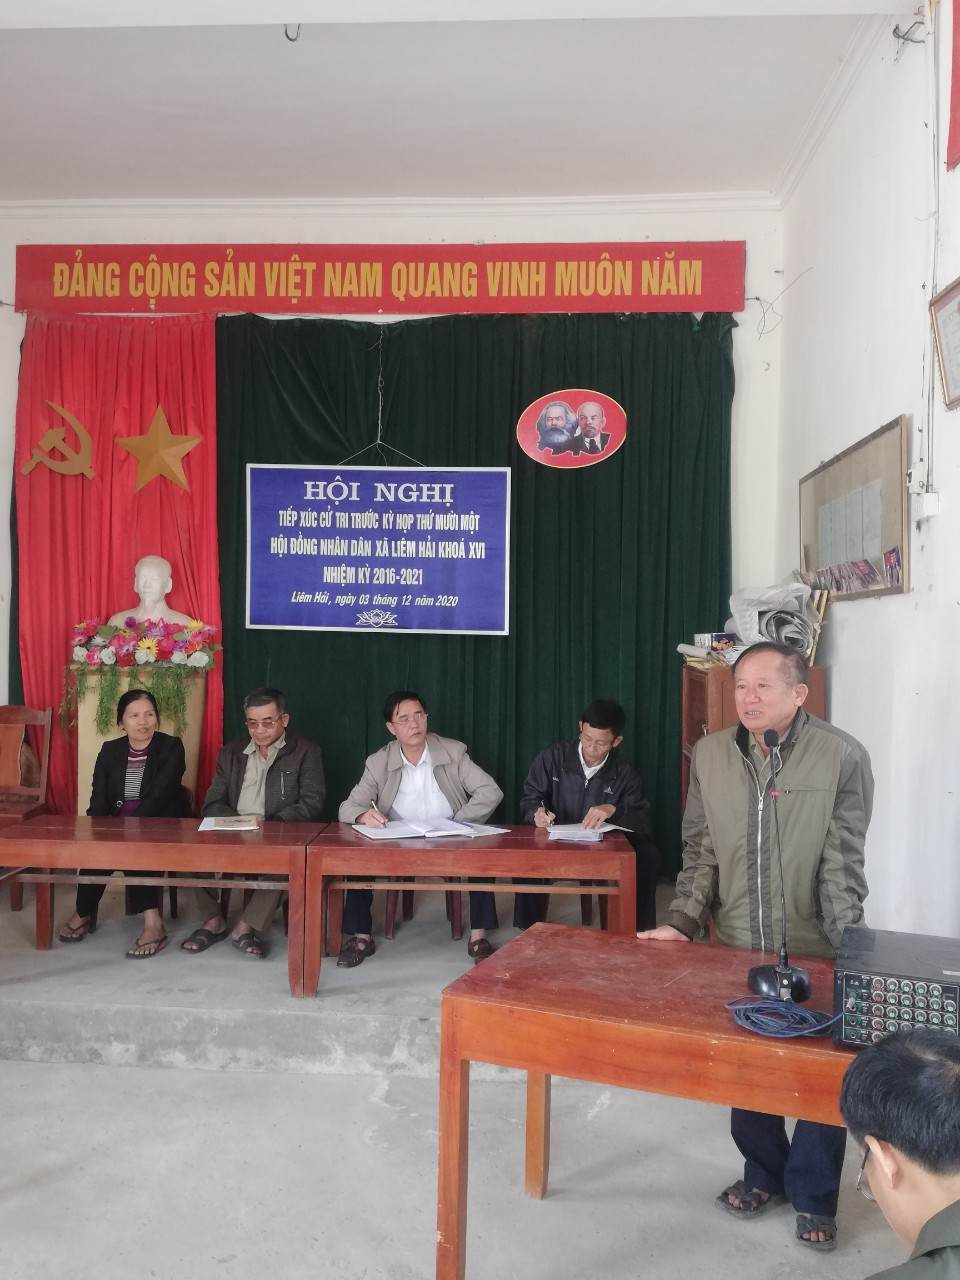 ĐẢNG CỘNG SẢN VIỆT NAM QUANG VINH MUÔN NĂM
HỘI NGHỊ
TIẾP XÚC CỬ TRI TRƯỚC KỲ HỌP THỨ MƯỜI MỘT
HỘI ĐỒNG NHÂN DÂN XÃ LIÊM HẢI KHOÁ XVI
NHIỆM KỲ 2016-2021
Liêm Hải, ngày 03 tháng 12 năm 2020